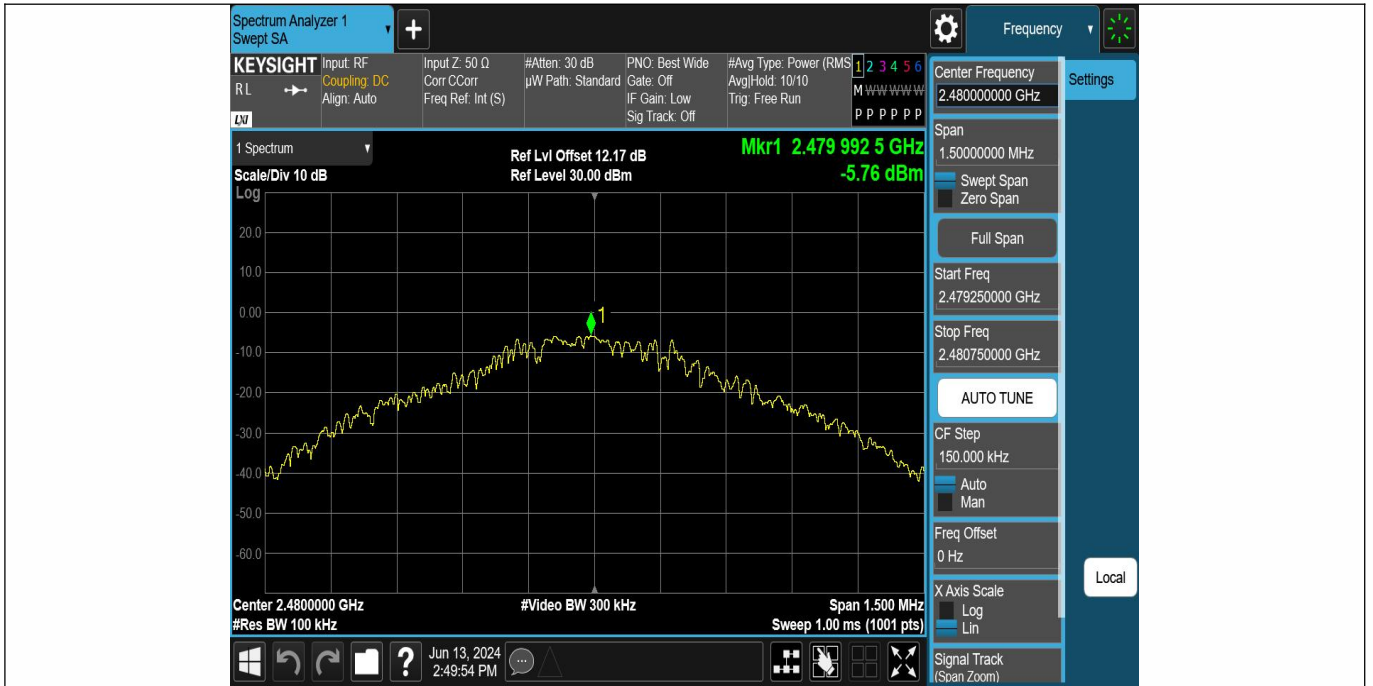 Spectrum Analyzer 1
Swept SA
+
Frequency
KEYSIGHT
R L
LXI
Input: RF
Coupling: DC
Align: Auto
Input Z: 50 Ω
Corr CCorr
Freq Ref: Int (S)
#Atten: 30 dB
µW Path: Standard
PNO: Best Wide
Gate: Off
IF Gain: Low
Sig Track: Off
#Avg Type: Power (RMS
Avg|Hold: 10/10
Trig: Free Run
1 2 3 4 5 6
M W W W W W
P P P P P P
1 Spectrum
Scale/Div 10 dB
Ref Lvl Offset 12.17 dB
Ref Level 30.00 dBm
Mkr1 2.479 992 5 GHz
-5.76 dBm
Log
20.0
10.0
0.00
-10.0
-20.0
-30.0
-40.0
-50.0
-60.0
1
Center 2.4800000 GHz
#Res BW 100 kHz
#Video BW 300 kHz
Span 1.500 MHz
Sweep 1.00 ms (1001 pts)
?
Jun 13, 2024
2:49:54 PM
Center Frequency
2.480000000 GHz
Settings
Span
1.50000000 MHz
Swept Span
Zero Span
Full Span
Start Freq
2.479250000 GHz
Stop Freq
2.480750000 GHz
AUTO TUNE
CF Step
150.000 kHz
Auto
Man
Freq Offset
0 Hz
Local
X Axis Scale
Log
Lin
Signal Track
(Span Zoom)